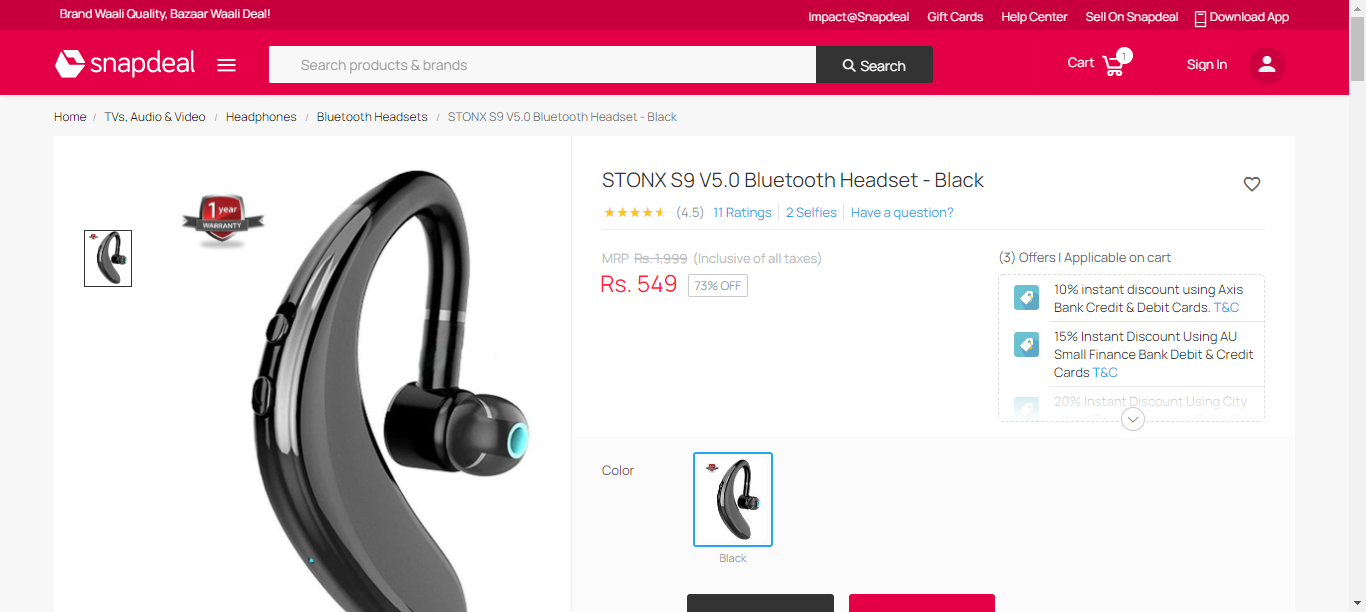 Brand Waali Quality, Bazaar Waali Deal!
Impact@Snapdeal Gift Cards Help Center Sell On Snapdeal Download App
snapdeal Search products & brands Search Cart 1 Sign In
Home / TVs, Audio & Video / Headphones / Bluetooth Headsets / STONX S9 V5.0 Bluetooth Headset - Black
1 year
WARRANTY
STONX S9 V5.0 Bluetooth Headset - Black
(4.5) 11 Ratings 2 Selfies Have a question?
MRP Rs. 1,999 (Inclusive of all taxes)
Rs. 549 73% OFF
(3) Offers | Applicable on cart
10% instant discount using Axis
Bank Credit & Debit Cards. T&C
15% Instant Discount Using AU
Small Finance Bank Debit & Credit
Cards T&C
20% Instant Discount Using City
Color
Black